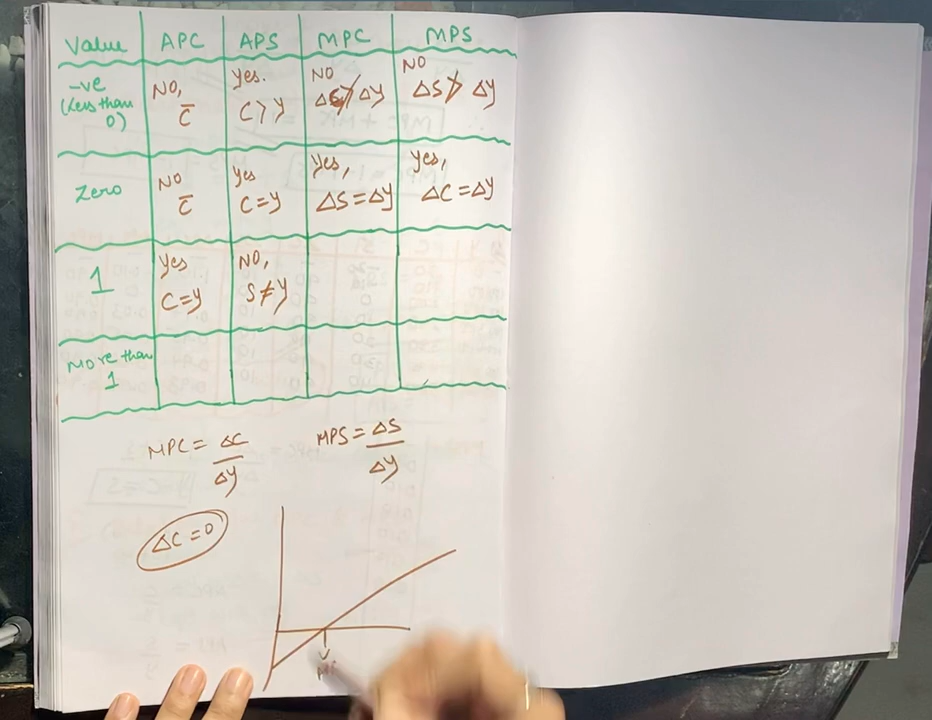 Value APC APS MPC MPS
-ve (Less than 0) NO, C̅ Yes. C > Y NO ΔS ≯ ΔY NO ΔS ≯ ΔY
Zero NO C̅ Yes C = Y Yes, ΔS = ΔY Yes, ΔC = ΔY
1 Yes C = Y NO, S ≠ Y
More than 1
MPC = ΔC/ΔY MPS = ΔS/ΔY
ΔC = 0